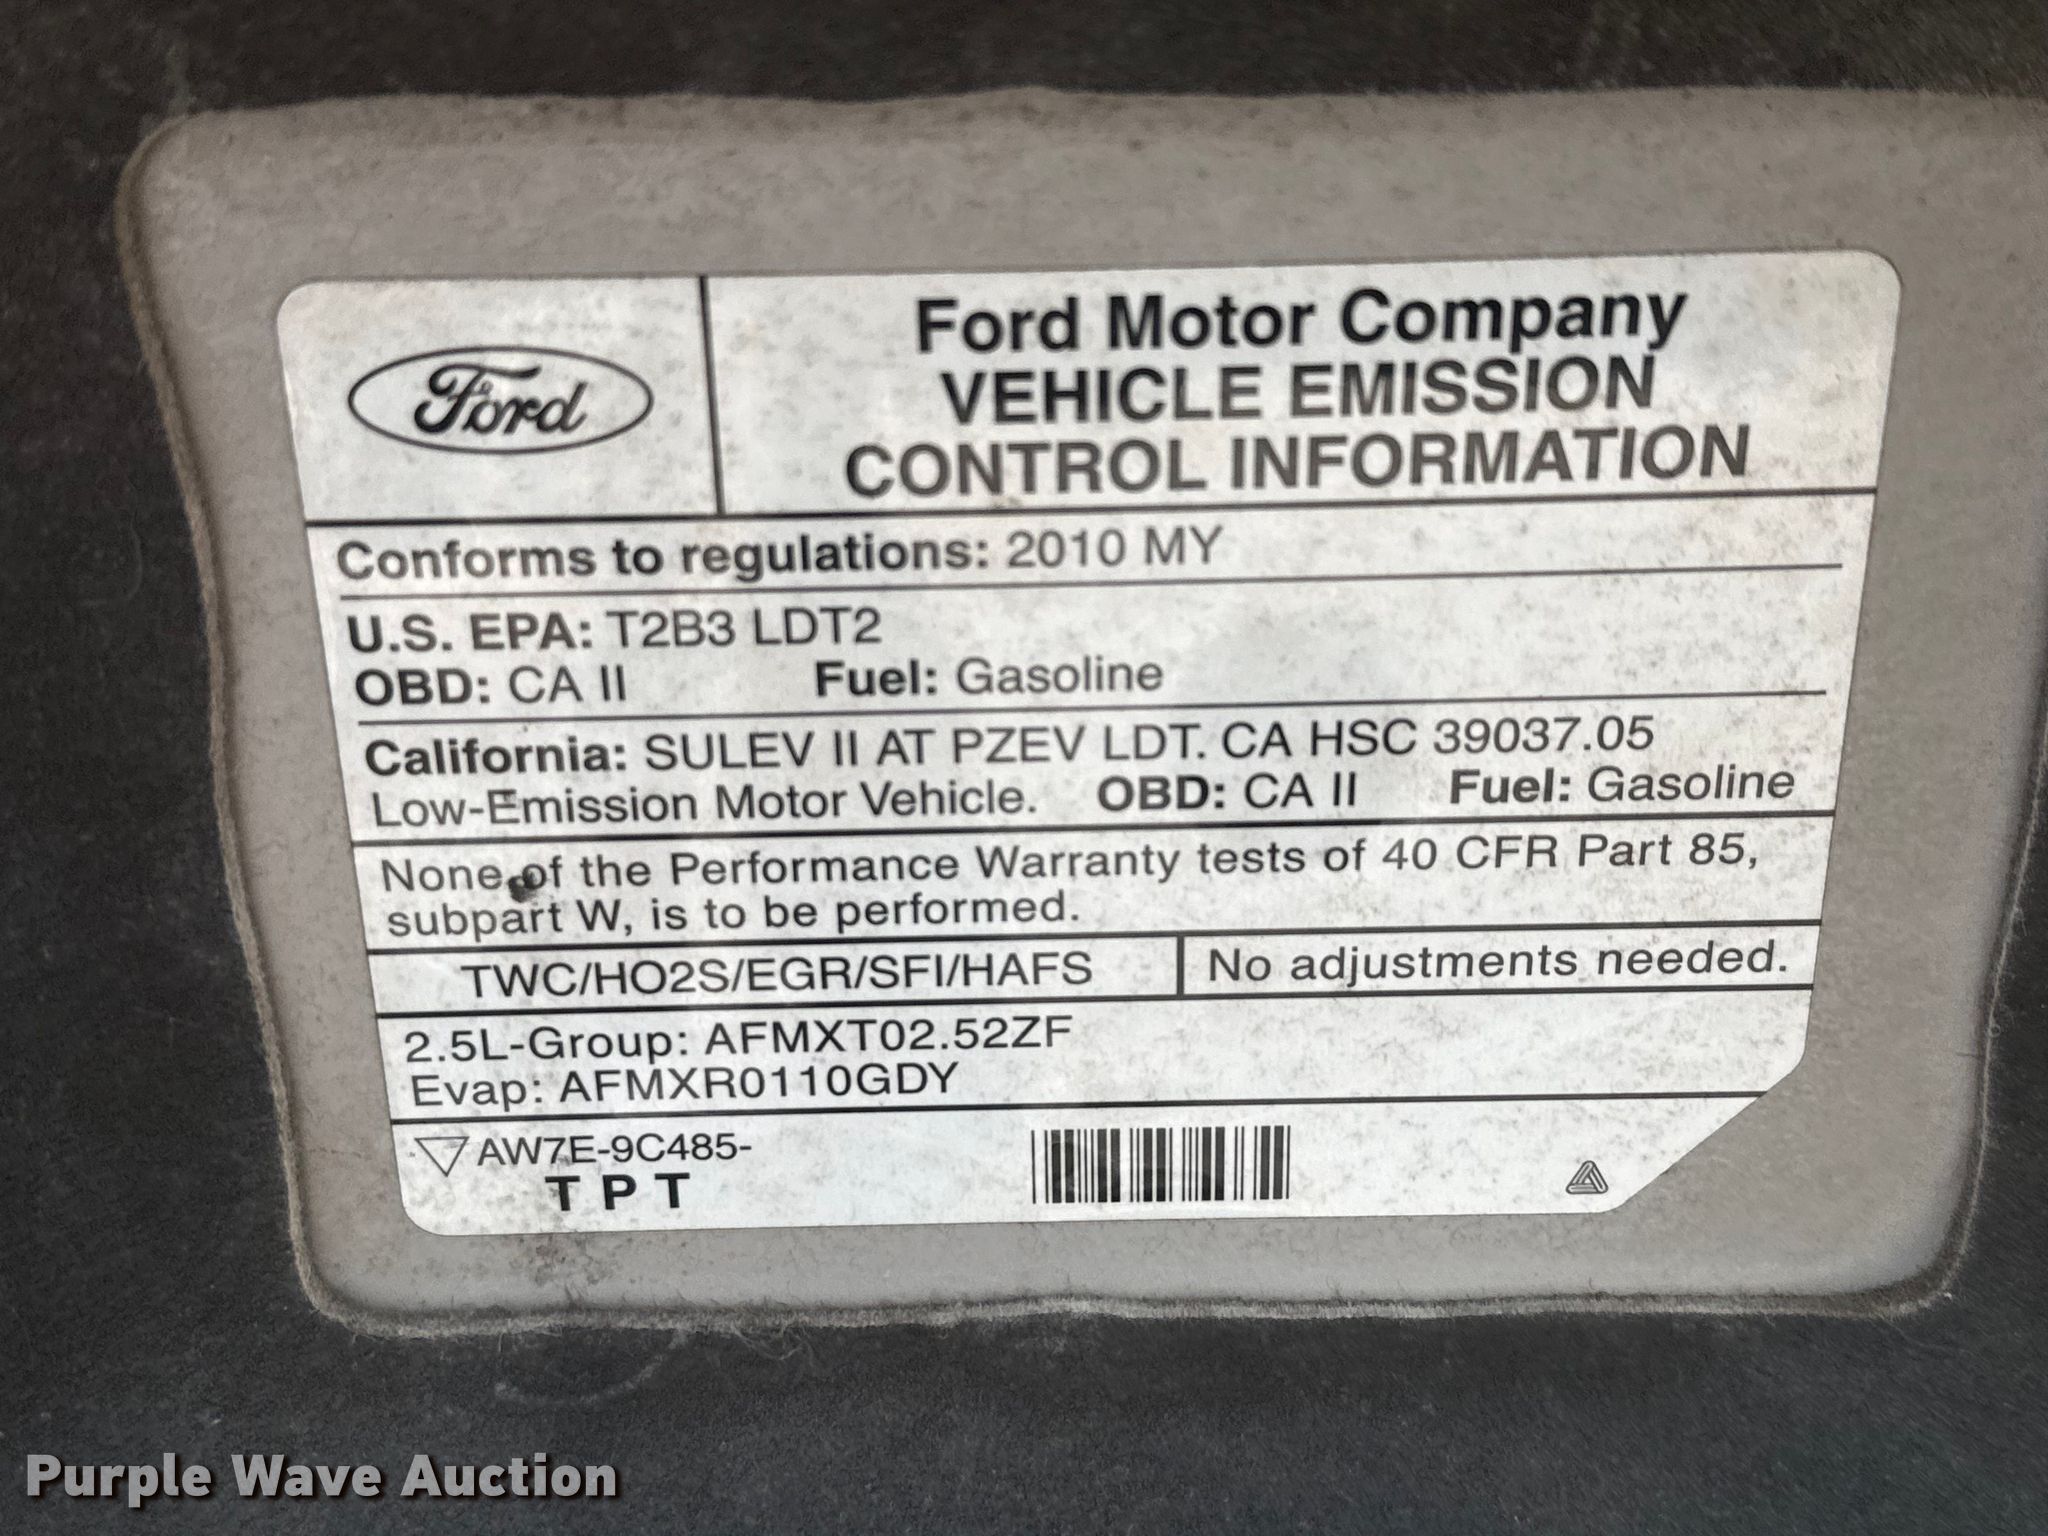 Ford
Ford Motor Company
VEHICLE EMISSION
CONTROL INFORMATION
Conforms to regulations: 2010 MY
U.S. EPA: T2B3 LDT2
OBD: CA II Fuel: Gasoline
California: SULEV II AT PZEV LDT. CA HSC 39037.05
Low-Emission Motor Vehicle. OBD: CA II Fuel: Gasoline
None of the Performance Warranty tests of 40 CFR Part 85,
subpart W, is to be performed.
TWC/HO2S/EGR/SFI/HAFS No adjustments needed.
2.5L-Group: AFMXT02.52ZF
Evap: AFMXR0110GDY
AW7E-9C485-
T P T
Purple Wave Auction